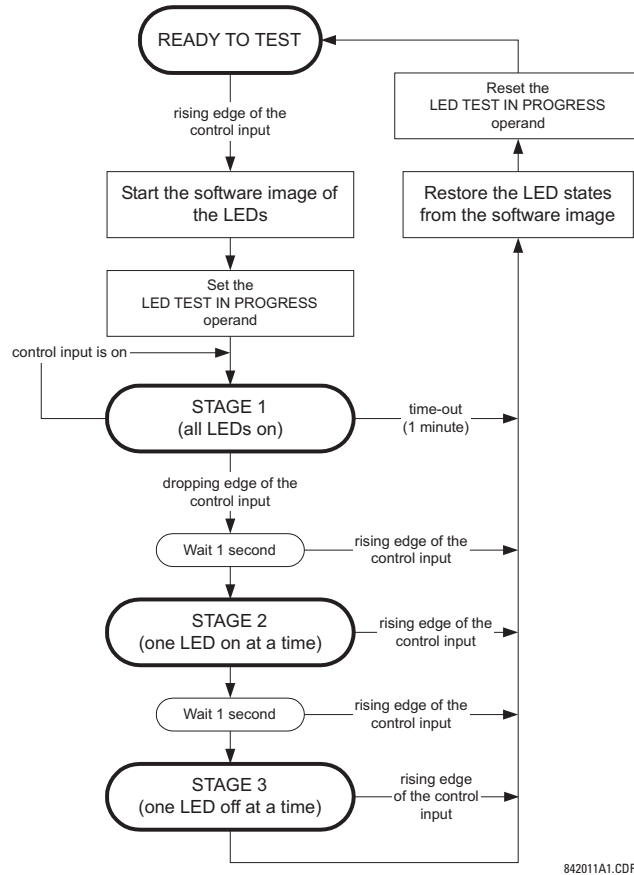 READY TO TEST
rising edge of the
control input
Start the software image of
the LEDs
Set the
LED TEST IN PROGRESS
operand
control input is on
STAGE 1
(all LEDs on)
time-out
(1 minute)
dropping edge of the
control input
Wait 1 second
rising edge of the
control input
STAGE 2
(one LED on at a time)
rising edge of the
control input
Wait 1 second
rising edge of the
control input
STAGE 3
(one LED off at a time)
rising edge
of the control
input
Restore the LED states
from the software image
Reset the
LED TEST IN PROGRESS
operand
842011A1.CDR